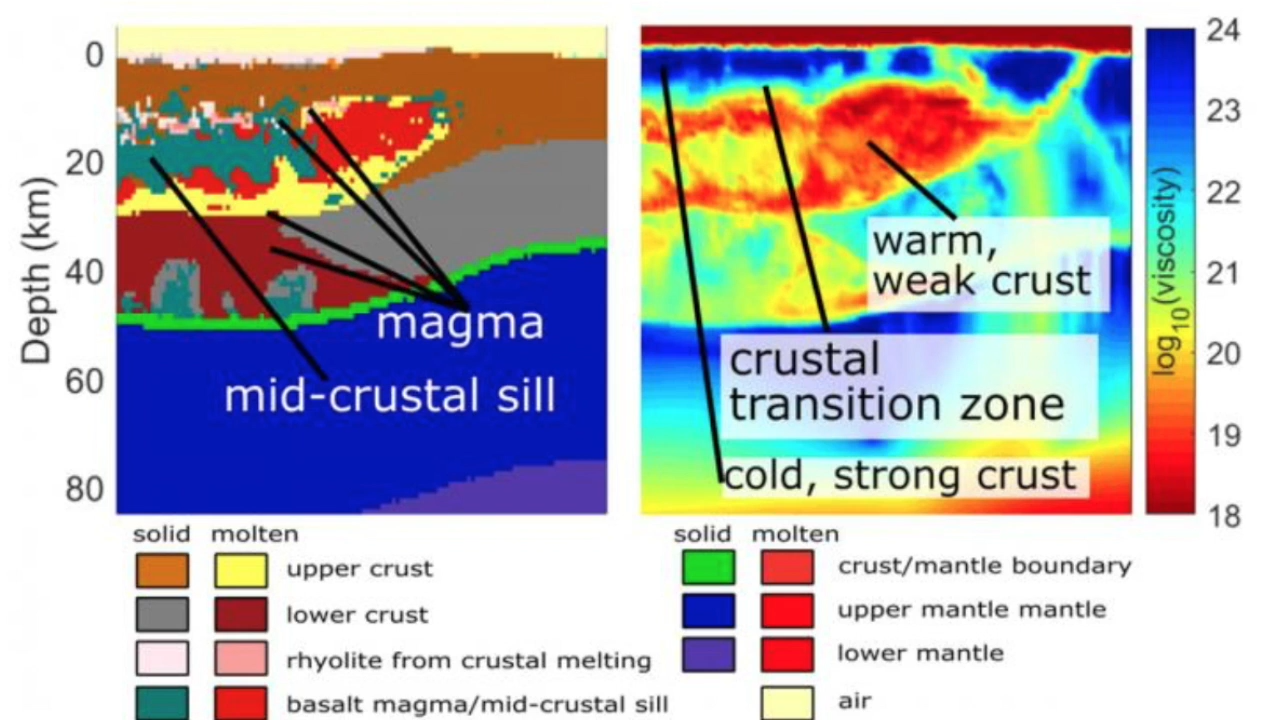 0
20
40
60
80
Depth (km)
magma
mid-crustal sill
warm,
weak crust
crustal
transition zone
cold, strong crust
24
23
22
21
20
19
18
log10(viscosity)
solid molten
upper crust
lower crust
rhyolite from crustal melting
basalt magma/mid-crustal sill
solid molten
crust/mantle boundary
upper mantle mantle
lower mantle
air